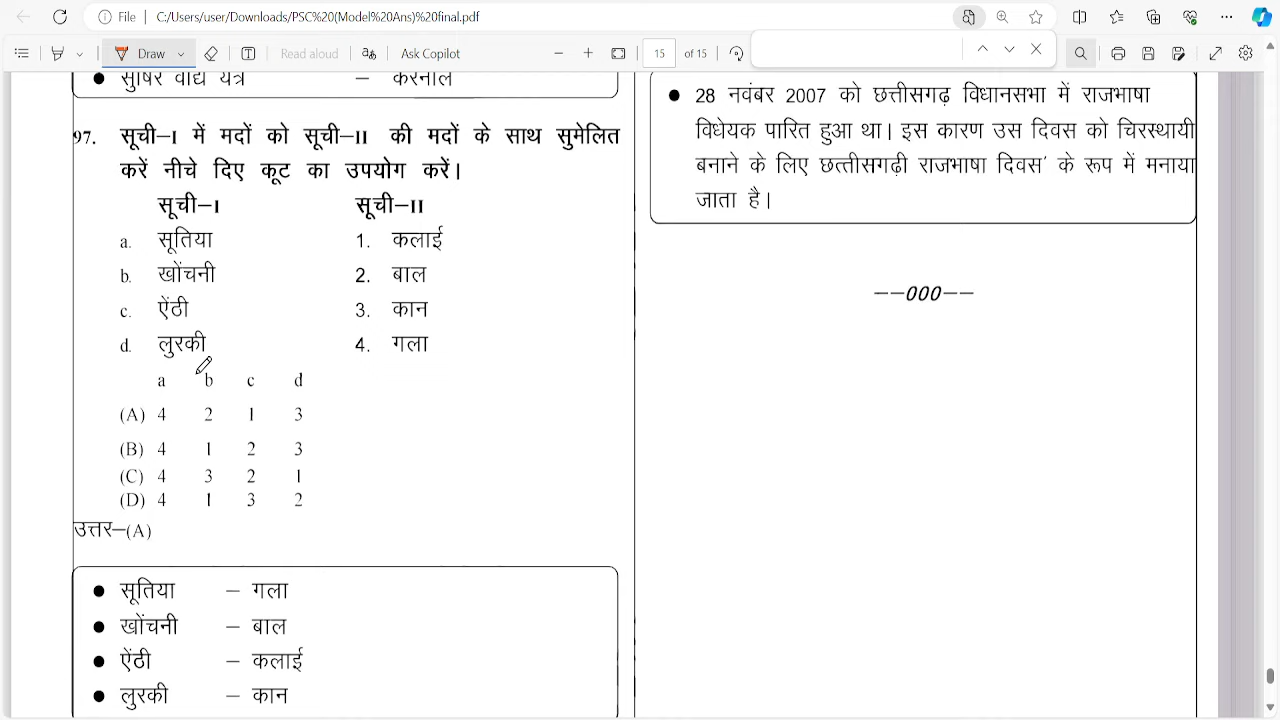 File
C:/Users/user/Downloads/PSC%20(Model%20Ans)%20final.pdf
Draw
Read aloud
Ask Copilot
15 of 15
● सुषिर वाद्य यंत्र – करनाल
97. सूची–I में मदों को सूची–II की मदों के साथ सुमेलित
करें नीचे दिए कूट का उपयोग करें।
सूची–I सूची–II
a. सूतिया 1. कलाई
b. खोंचनी 2. बाल
c. ऐंठी 3. कान
d. लुरकी 4. गला
a b c d
(A) 4 2 1 3
(B) 4 1 2 3
(C) 4 3 2 1
(D) 4 1 3 2
उत्तर–(A)
● सूतिया – गला
● खोंचनी – बाल
● ऐंठी – कलाई
● लुरकी – कान
● 28 नवंबर 2007 को छत्तीसगढ़ विधानसभा में राजभाषा
विधेयक पारित हुआ था। इस कारण उस दिवस को चिरस्थायी
बनाने के लिए छत्तीसगढ़ी राजभाषा दिवस' के रूप में मनाया
जाता है।
––000––